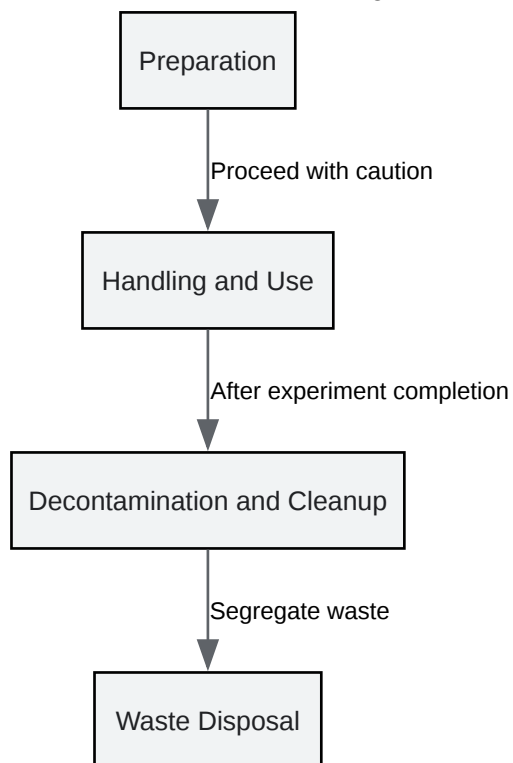 Preparation
Proceed with caution
Handling and Use
After experiment completion
Decontamination and Cleanup
Segregate waste
Waste Disposal